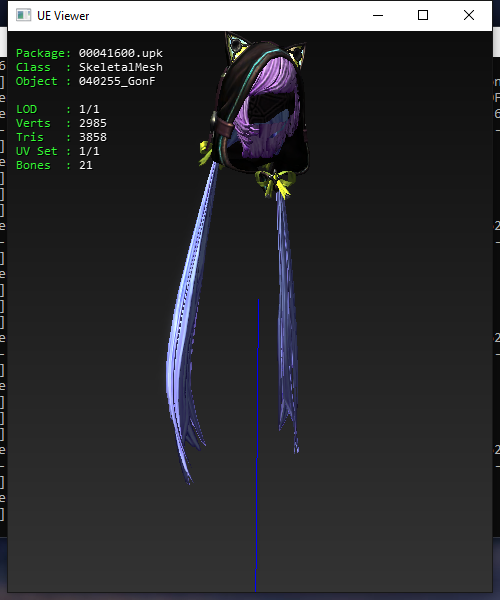 UE Viewer
Package: 00041600.upk
Class : SkeletalMesh
Object : 040255_GonF
LOD : 1/1
Verts : 2985
Tris : 3858
UV Set : 1/1
Bones : 21